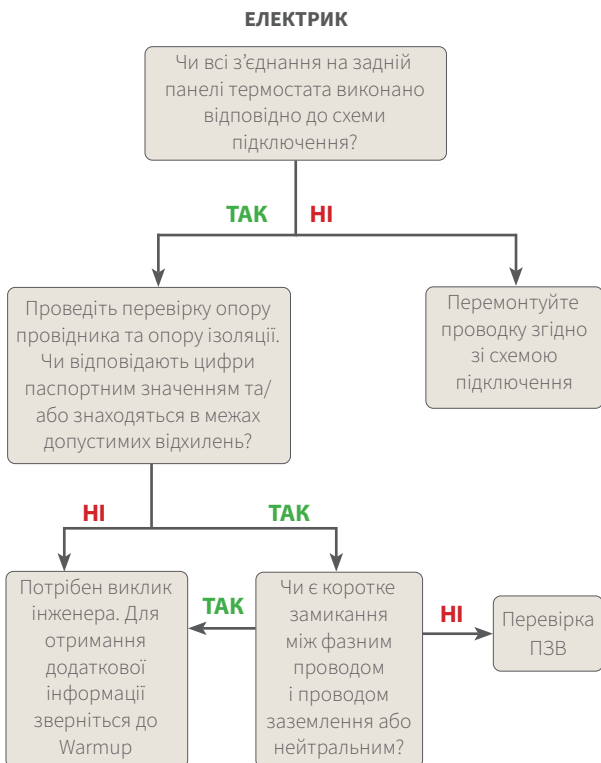 ЕЛЕКТРИК
Чи всі з’єднання на задній
панелі термостата виконано
відповідно до схеми
підключення?
ТАК НІ
Проведіть перевірку опору
провідника та опору ізоляції.
Чи відповідають цифри
паспортним значенням та/
або знаходяться в межах
допустимих відхилень?
Перемонтуйте
проводку згідно
зі схемою
підключення
НІ ТАК
Потрібен виклик
інженера. Для
отримання
додаткової
інформації
зверніться до
Warmup
ТАК
Чи є коротке
замикання
між фазним
проводом
і проводом
заземлення або
нейтральним?
НІ
Перевірка
ПЗВ